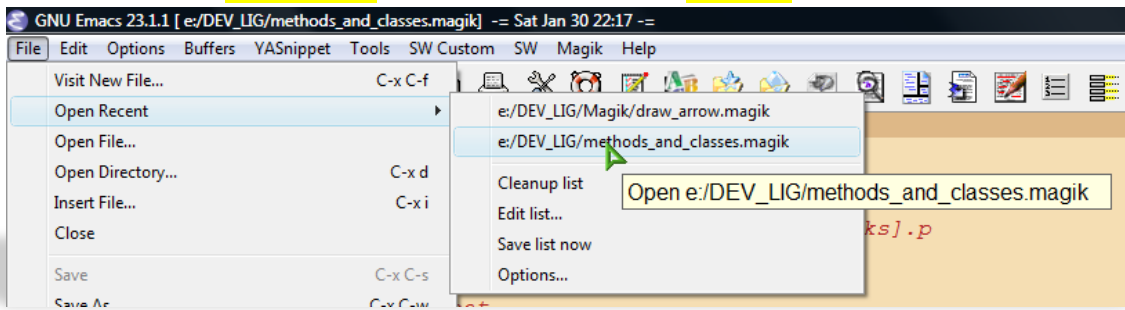 GNU Emacs 23.1.1 [ e:/DEV_LIG/methods_and_classes.magik] -= Sat Jan 30 22:17 -=
File Edit Options Buffers YASnippet Tools SW Custom SW Magik Help
Visit New File... C-x C-f
Open Recent
Open File...
Open Directory... C-x d
Insert File... C-x i
Close
Save C-x C-s
Save As C-x C-w
e:/DEV_LIG/Magik/draw_arrow.magik
e:/DEV_LIG/methods_and_classes.magik
Cleanup list
Edit list...
Save list now
Options...
Open e:/DEV_LIG/methods_and_classes.magik
ks].p